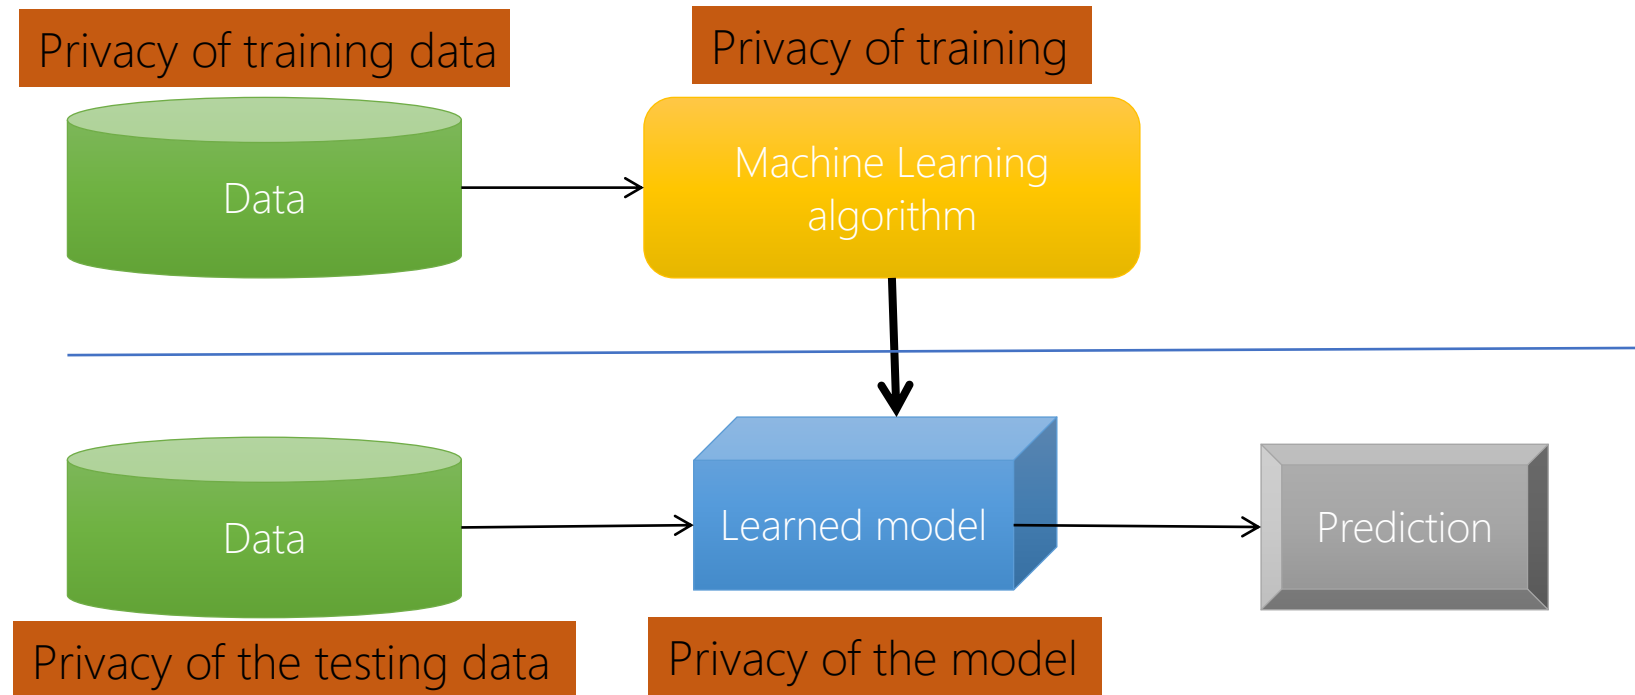 Privacy of training data
Privacy of training
Data
Machine Learning
algorithm
Data
Learned model
Prediction
Privacy of the testing data
Privacy of the model